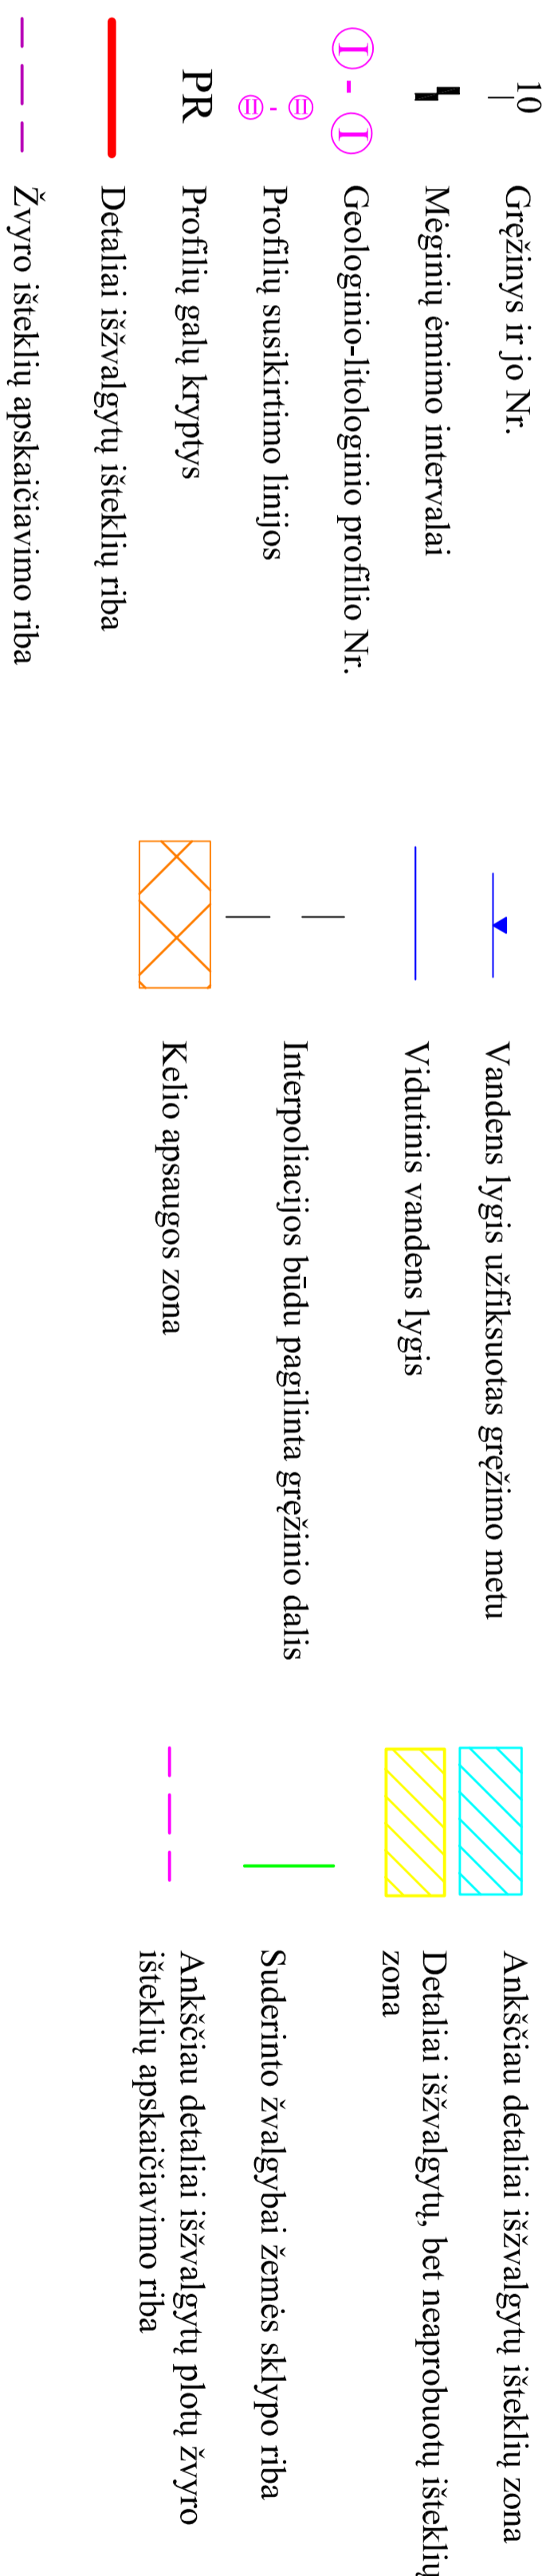 10
Gręžinys ir jo Nr.
Mėginių ėmimo intervalai
I - I Geologinio-litologinio profilio Nr.
II - II Profilių susikirtimo linijos
PR Profilių galų kryptys
Detaliai išžvalgytų išteklių riba
Žvyro išteklių apskaičiavimo riba
Vandens lygis užfiksuotas gręžimo metu
Vidutinis vandens lygis
Interpoliacijos būdu pagilinta gręžinio dalis
Kelio apsaugos zona
Ankščiau detaliai išžvalgytų išteklių zona
Detaliai išžvalgytų, bet neaprobuotų išteklių
zona
Suderinto žvalgybai žemės sklypo riba
Ankščiau detaliai išžvalgytų plotų žvyro
išteklių apskaičiavimo riba